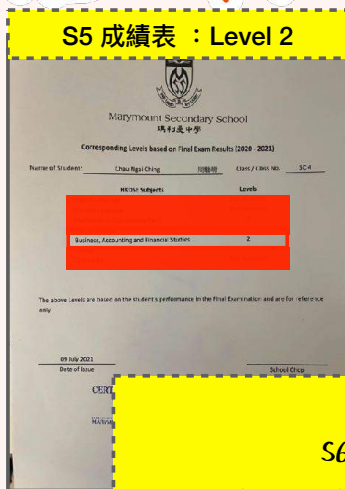 S5 成績表 ：Level 2
Marymount Secondary School
瑪利曼中學
Corresponding Levels based on Final Exam Results (2020 - 2021)
Name of Student: Chau Ngai Ching Class / Class No. 5C 4
HKDSE Subjects Levels
Business, Accounting and Financial Studies 2
The above Levels are based on the student's performance in the Final Examination and are for reference
only.
09 July 2021
Date of Issue School Chop
CERT
S6